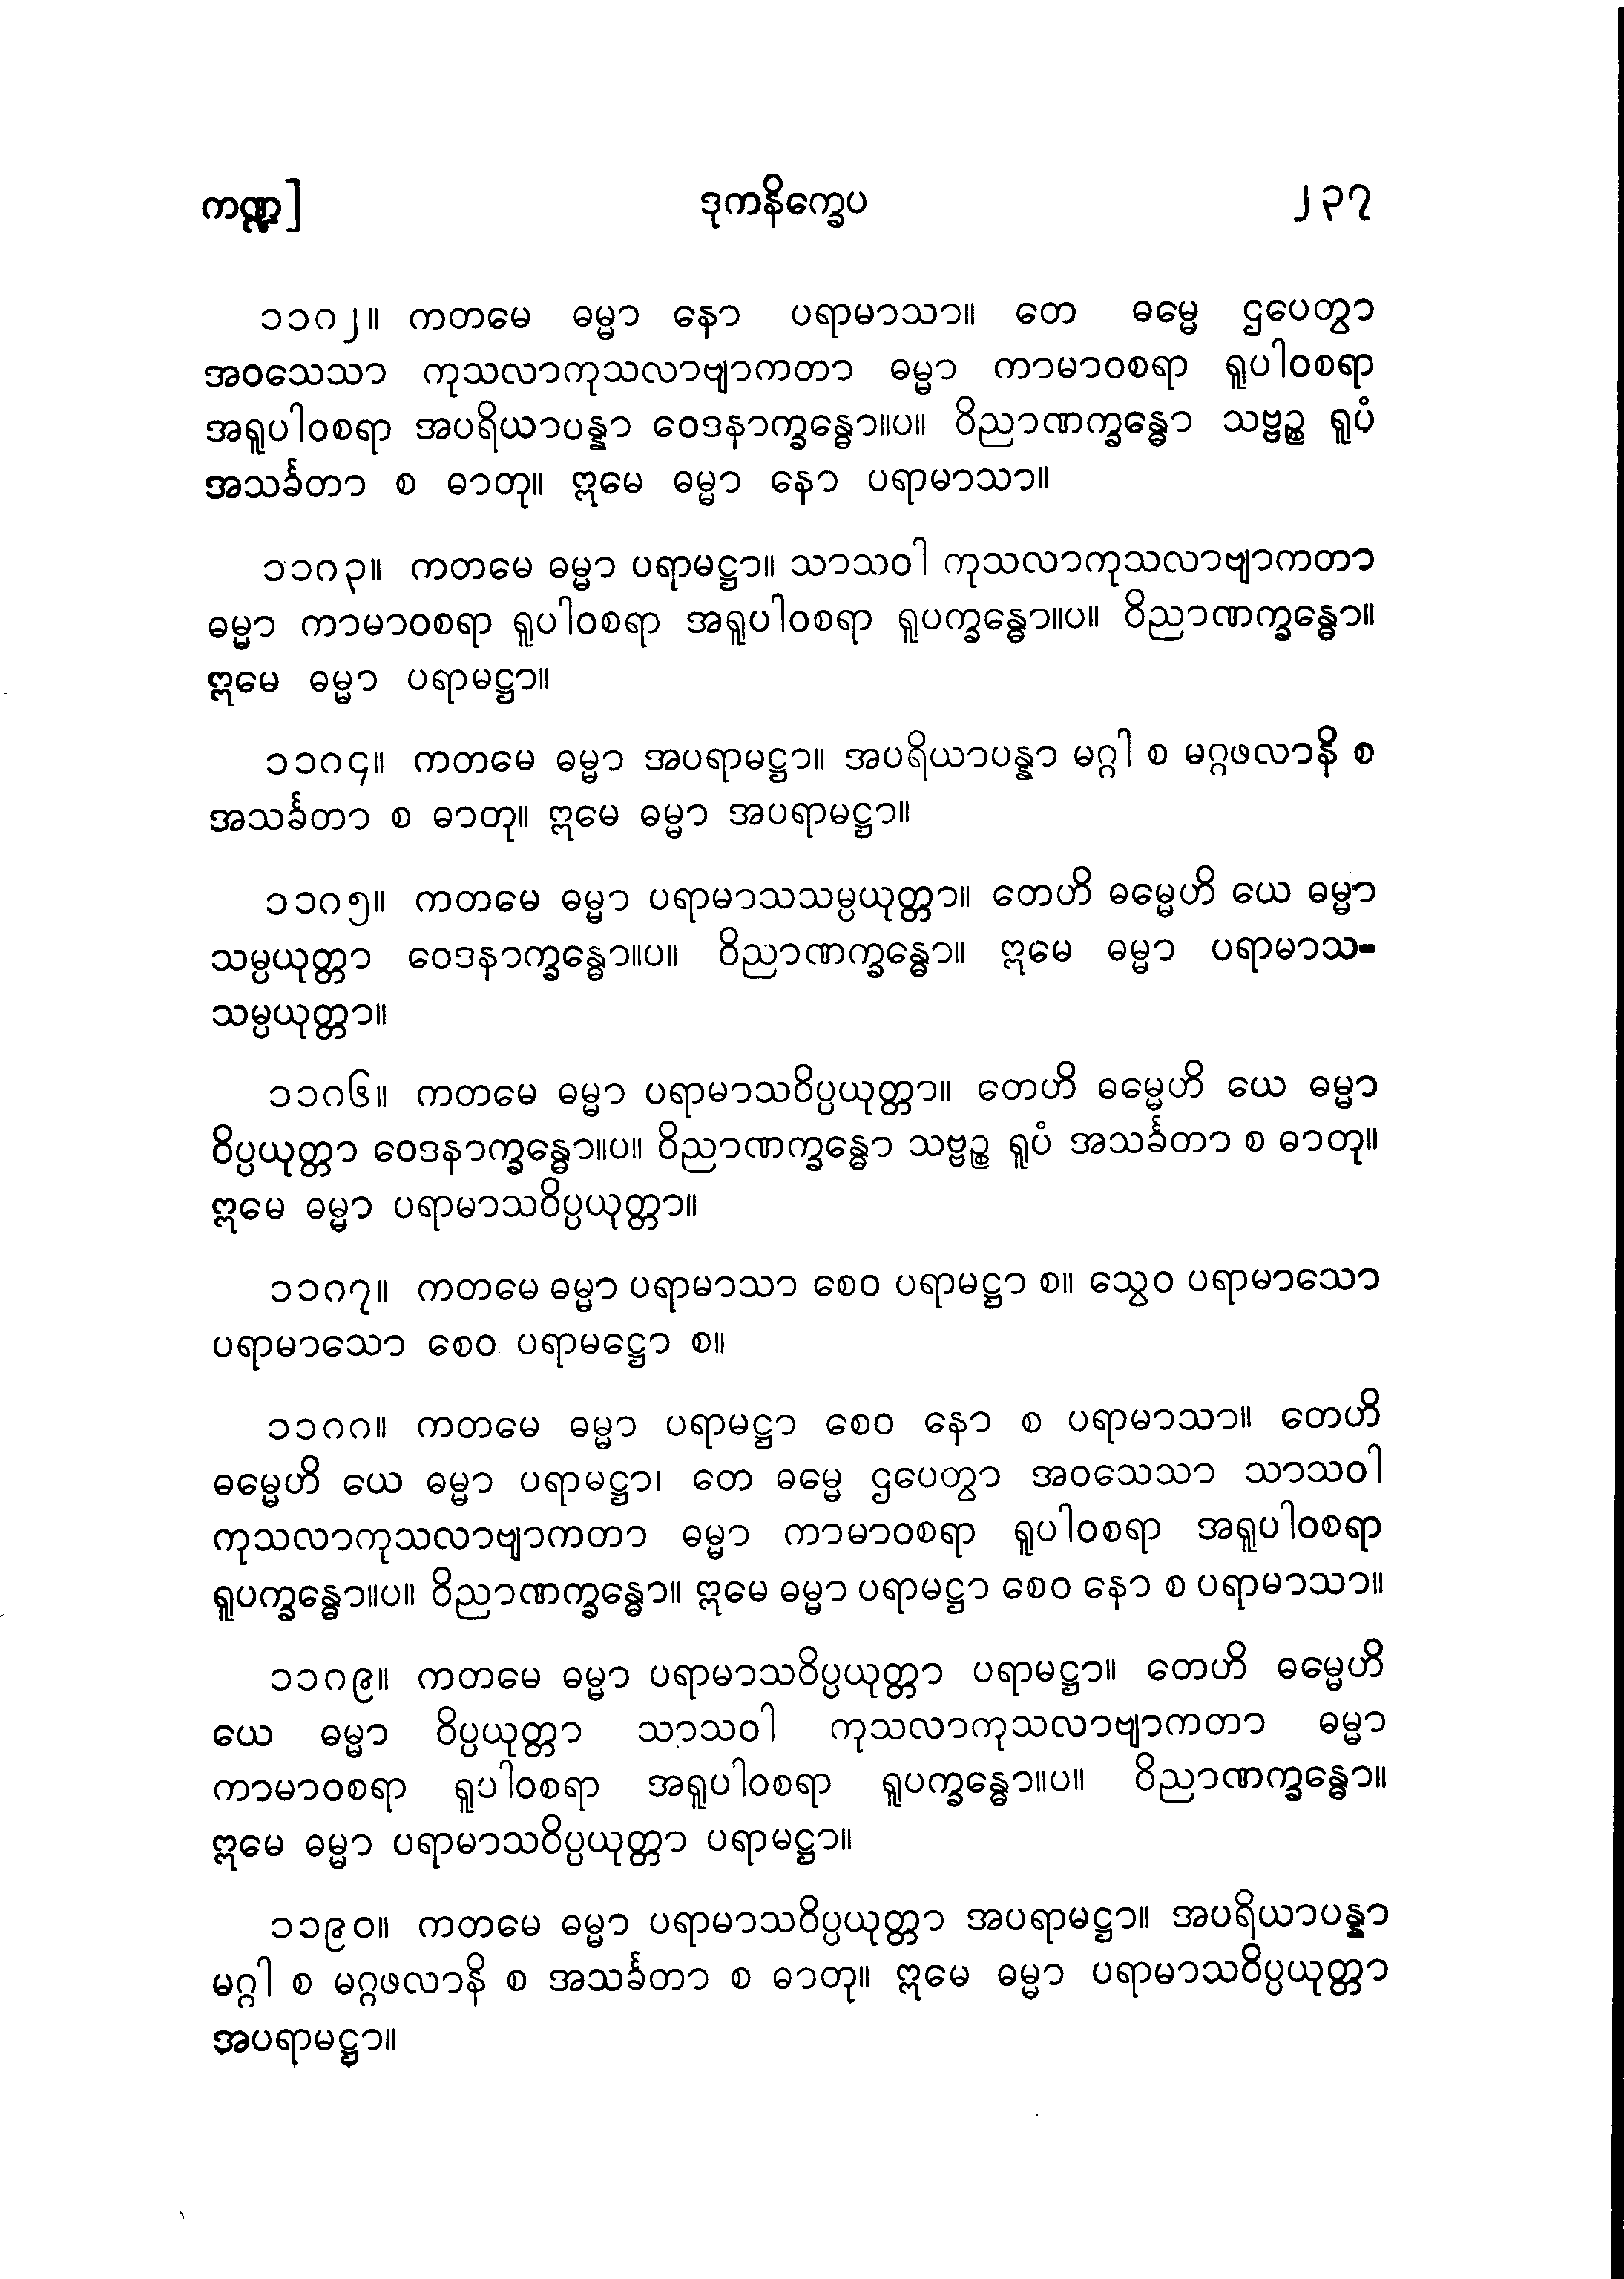 ကဏ္ဍ] ဒုကနိက္ခေပ ၂၃၇
၁၁၈၂။ ကတမေ ဓမ္မာ နော ပရာမာသာ။ တေ ဓမ္မေ ဌပေတွာ
အဝသေသာ ကုသလာကုသလာဗျာကတာ ဓမ္မာ ကာမာဝစရာ ရူပါဝစရာ
အရူပါဝစရာ အပရိယာပန္နာ ဝေဒနာက္ခန္ဓော။ပ။ ဝိညာဏက္ခန္ဓော သဗ္ဗဉ္စ ရူပံ
အသင်္ခတာ စ ဓာတု။ ဣမေ ဓမ္မာ နော ပရာမာသာ။
၁၁၈၃။ ကတမေ ဓမ္မာ ပရာမဋ္ဌာ။ သာသဝါ ကုသလာကုသလာဗျာကတာ
ဓမ္မာ ကာမာဝစရာ ရူပါဝစရာ အရူပါဝစရာ ရူပက္ခန္ဓော။ပ။ ဝိညာဏက္ခန္ဓော။
ဣမေ ဓမ္မာ ပရာမဋ္ဌာ။
၁၁၈၄။ ကတမေ ဓမ္မာ အပရာမဋ္ဌာ။ အပရိယာပန္နာ မဂ္ဂါ စ မဂ္ဂဖလာနိ စ
အသင်္ခတာ စ ဓာတု။ ဣမေ ဓမ္မာ အပရာမဋ္ဌာ။
၁၁၈၅။ ကတမေ ဓမ္မာ ပရာမာသသမ္ပယုတ္တာ။ တေဟိ ဓမ္မေဟိ ယေ ဓမ္မာ
သမ္ပယုတ္တာ ဝေဒနာက္ခန္ဓော။ပ။ ဝိညာဏက္ခန္ဓော။ ဣမေ ဓမ္မာ ပရာမာသ-
သမ္ပယုတ္တာ။
၁၁၈၆။ ကတမေ ဓမ္မာ ပရာမာသဝိပ္ပယုတ္တာ။ တေဟိ ဓမ္မေဟိ ယေ ဓမ္မာ
ဝိပ္ပယုတ္တာ ဝေဒနာက္ခန္ဓော။ပ။ ဝိညာဏက္ခန္ဓော သဗ္ဗဉ္စ ရူပံ အသင်္ခတာ စ ဓာတု။
ဣမေ ဓမ္မာ ပရာမာသဝိပ္ပယုတ္တာ။
၁၁၈၇။ ကတမေ ဓမ္မာ ပရာမာသာ စေဝ ပရာမဋ္ဌာ စ။ သွေဝ ပရာမာသော
ပရာမာသော စေဝ ပရာမဋ္ဌော စ။
၁၁၈၈။ ကတမေ ဓမ္မာ ပရာမဋ္ဌာ စေဝ နော စ ပရာမာသာ။ တေဟိ
ဓမ္မေဟိ ယေ ဓမ္မာ ပရာမဋ္ဌာ၊ တေ ဓမ္မေ ဌပေတွာ အဝသေသာ သာသဝါ
ကုသလာကုသလာဗျာကတာ ဓမ္မာ ကာမာဝစရာ ရူပါဝစရာ အရူပါဝစရာ
ရူပက္ခန္ဓော။ပ။ ဝိညာဏက္ခန္ဓော။ ဣမေ ဓမ္မာ ပရာမဋ္ဌာ စေဝ နော စ ပရာမာသာ။
၁၁၈၉။ ကတမေ ဓမ္မာ ပရာမာသဝိပ္ပယုတ္တာ ပရာမဋ္ဌာ။ တေဟိ ဓမ္မေဟိ
ယေ ဓမ္မာ ဝိပ္ပယုတ္တာ သာသဝါ ကုသလာကုသလာဗျာကတာ ဓမ္မာ
ကာမာဝစရာ ရူပါဝစရာ အရူပါဝစရာ ရူပက္ခန္ဓော။ပ။ ဝိညာဏက္ခန္ဓော။
ဣမေ ဓမ္မာ ပရာမာသဝိပ္ပယုတ္တာ ပရာမဋ္ဌာ။
၁၁၉၀။ ကတမေ ဓမ္မာ ပရာမာသဝိပ္ပယုတ္တာ အပရာမဋ္ဌာ။ အပရိယာပန္နာ
မဂ္ဂါ စ မဂ္ဂဖလာနိ စ အသင်္ခတာ စ ဓာတု။ ဣမေ ဓမ္မာ ပရာမာသဝိပ္ပယုတ္တာ
အပရာမဋ္ဌာ။